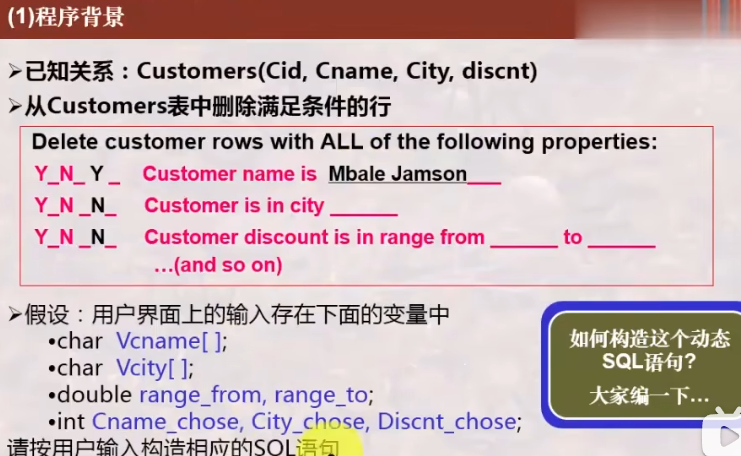 (1)程序背景
➢已知关系：Customers(Cid, Cname, City, discnt)
➢从Customers表中删除满足条件的行
Delete customer rows with ALL of the following properties:
Y_N_ Y _ Customer name is Mbale Jamson___
Y_N _N_ Customer is in city ______
Y_N _N_ Customer discount is in range from ______ to ______
…(and so on)
➢假设：用户界面上的输入存在下面的变量中
•char Vcname[ ];
•char Vcity[ ];
•double range_from, range_to;
•int Cname_chose, City_chose, Discnt_chose;
请按用户输入构造相应的SQL语句
如何构造这个动态
SQL语句?
大家编一下…